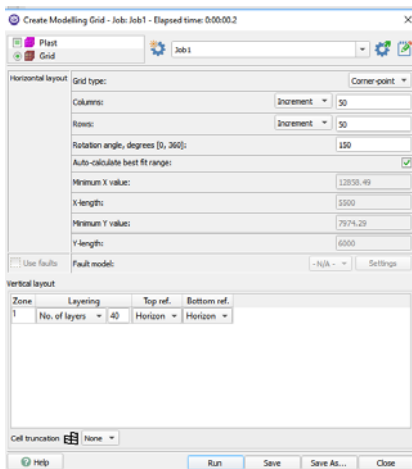 Create Modelling Grid - Job: Job1 - Elapsed time: 0:00:00.2
Plast
Grid
Job1
Horizontal layout
Grid type: Corner-point
Columns: Increment 50
Rows: Increment 50
Rotation angle, degrees [0, 360]: 150
Auto-calculate best fit range:
Minimum X value: 12858.49
X-length: 5500
Minimum Y value: 7974.29
Y-length: 6000
Use faults Fault model: -N/A- Settings
Vertical layout
Zone Layering Top ref. Bottom ref.
1 No. of layers 40 Horizon Horizon
Cell truncation None
Help Run Save Save As... Close